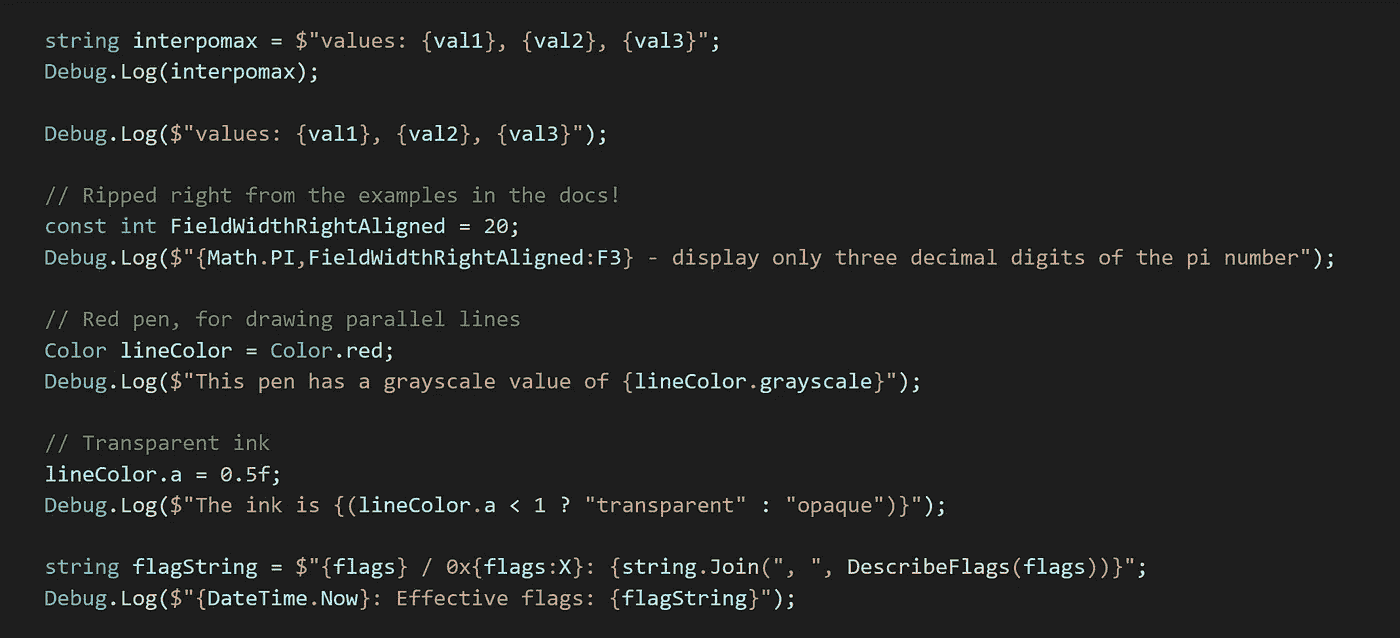 string interpomax = $"values: {val1}, {val2}, {val3}";
Debug.Log(interpomax);
Debug.Log($"values: {val1}, {val2}, {val3}");
// Ripped right from the examples in the docs!
const int FieldWidthRightAligned = 20;
Debug.Log($"{Math.PI,FieldWidthRightAligned:F3} - display only three decimal digits of the pi number");
// Red pen, for drawing parallel lines
Color lineColor = Color.red;
Debug.Log($"This pen has a grayscale value of {lineColor.grayscale}");
// Transparent ink
lineColor.a = 0.5f;
Debug.Log($"The ink is {(lineColor.a < 1 ? "transparent" : "opaque")}");
string flagString = $"{flags} / 0x{flags:X}: {string.Join(", ", DescribeFlags(flags))}";
Debug.Log($"{DateTime.Now}: Effective flags: {flagString}");